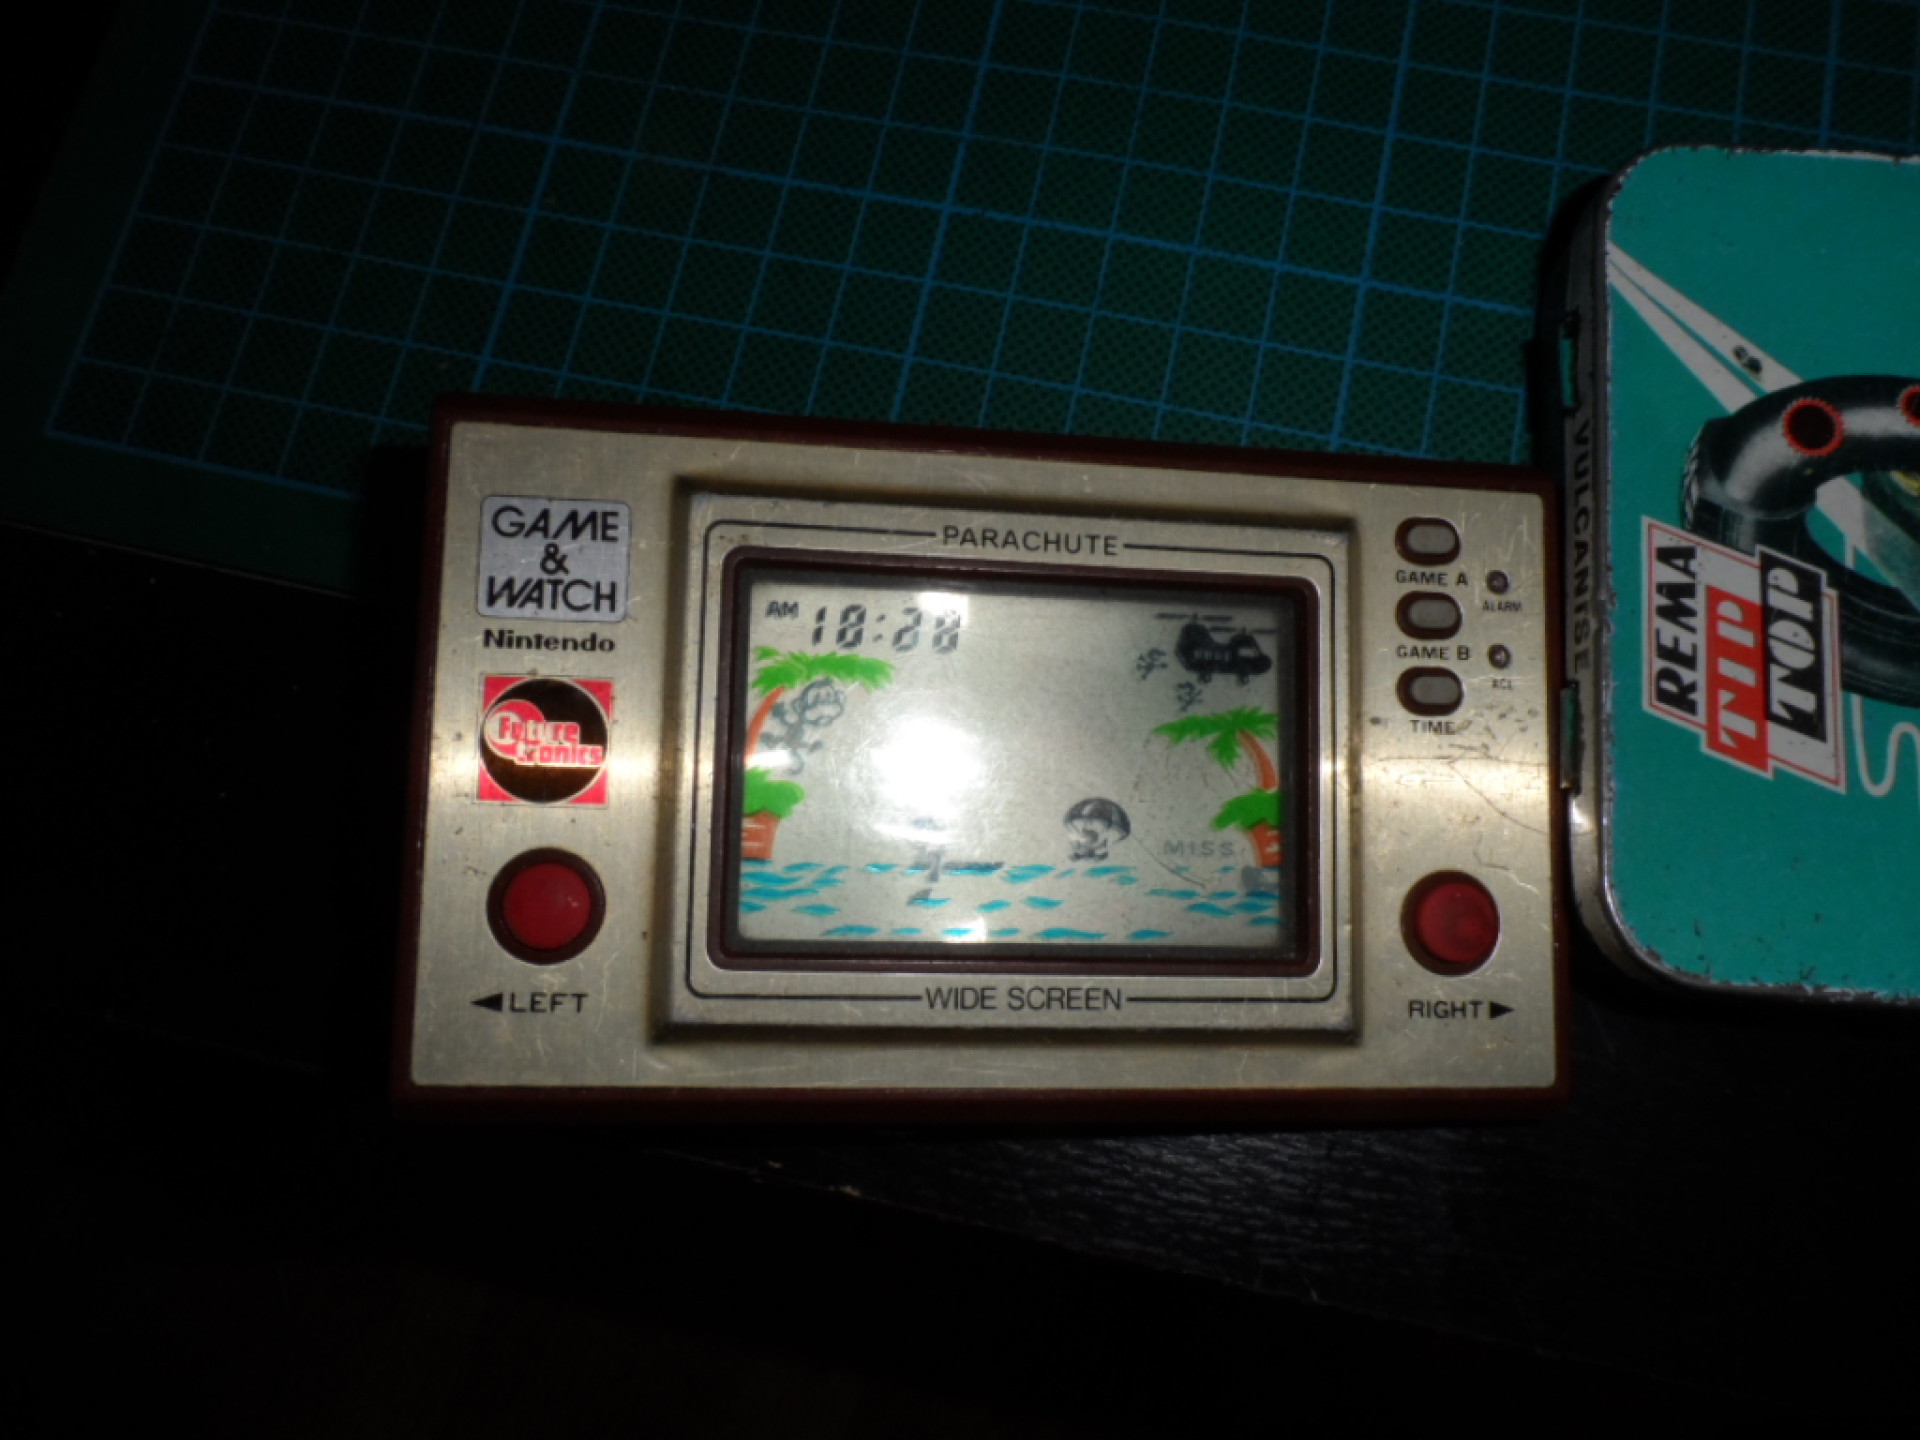 GAME
&
WATCH
Nintendo
Future
tronics
◀LEFT
PARACHUTE
AM 10:20
MISS
WIDE SCREEN
GAME A
ALARM
GAME B
ACL
TIME
RIGHT▶
VULCANISE
REMA
TIP
TOP